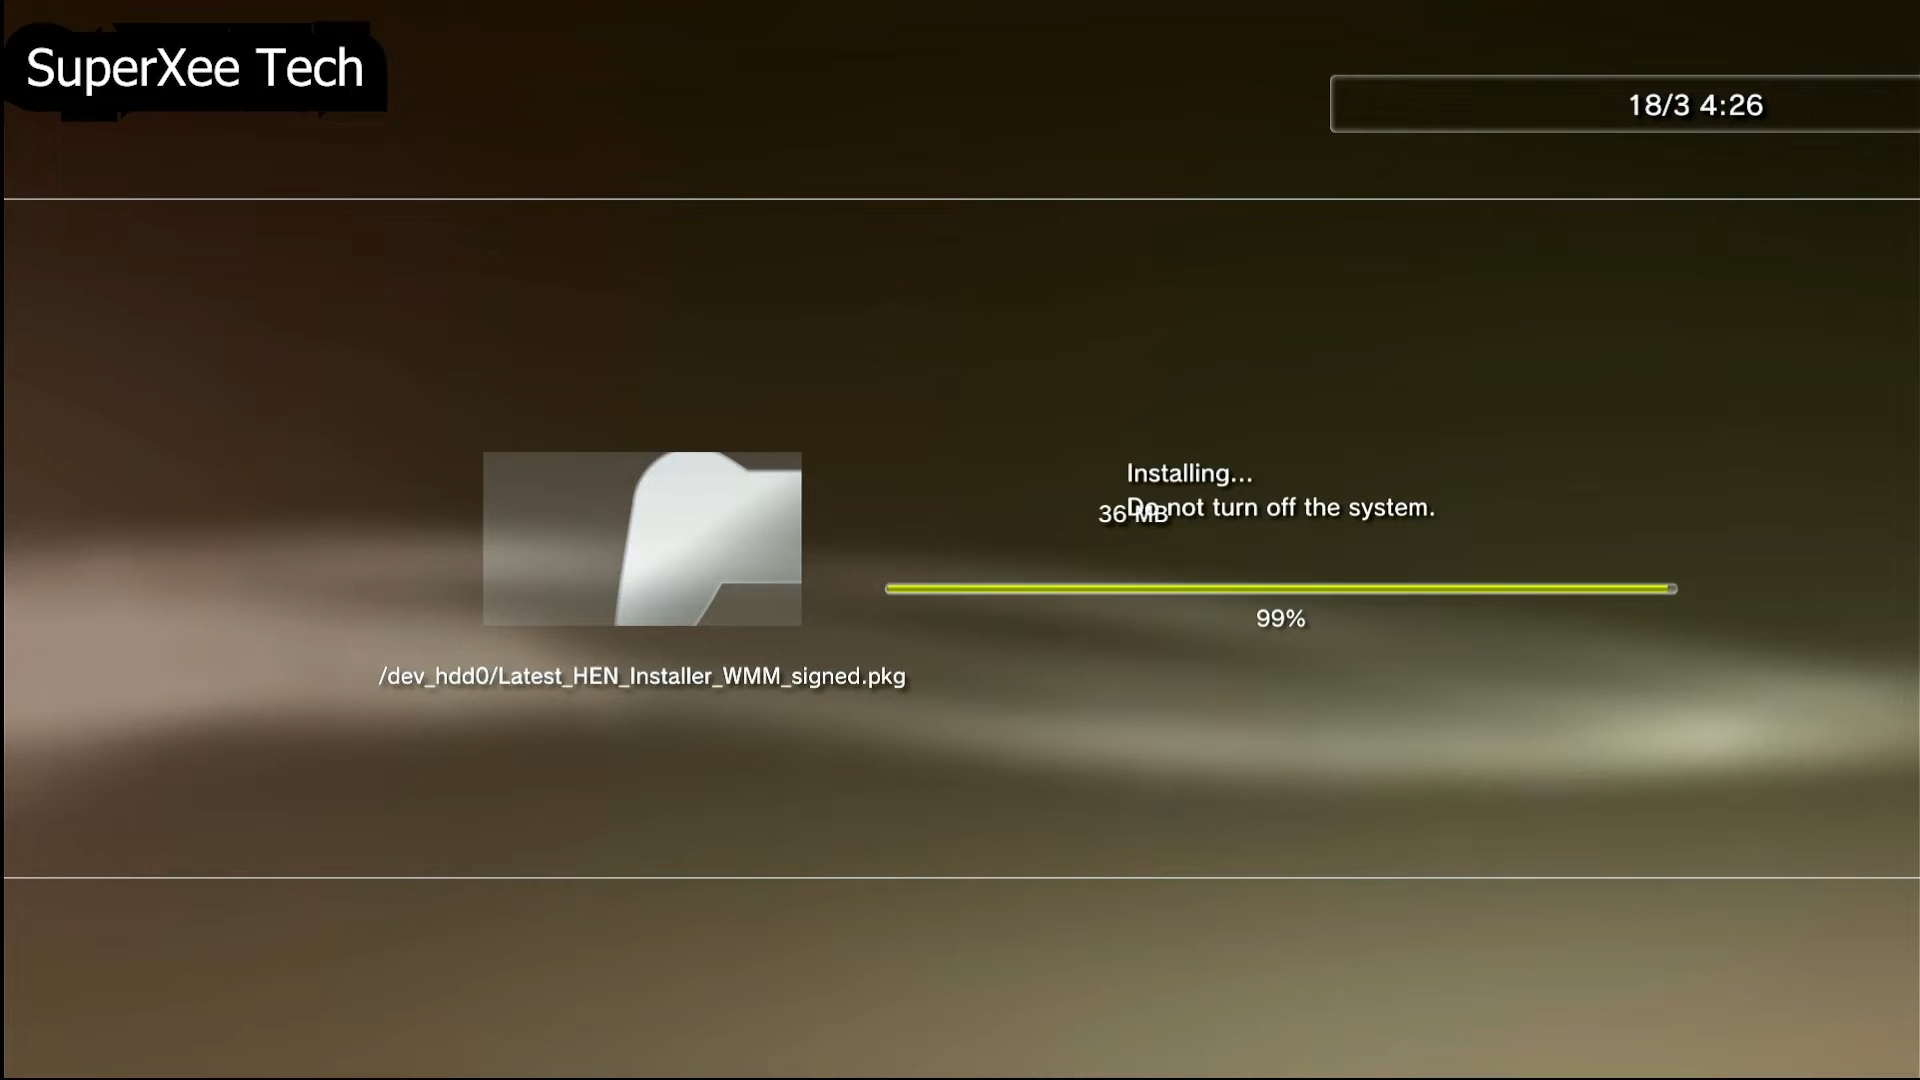 SuperXee Tech
18/3 4:26
Installing...
Do not turn off the system.
36 MB
99%
/dev_hdd0/Latest_HEN_Installer_WMM_signed.pkg